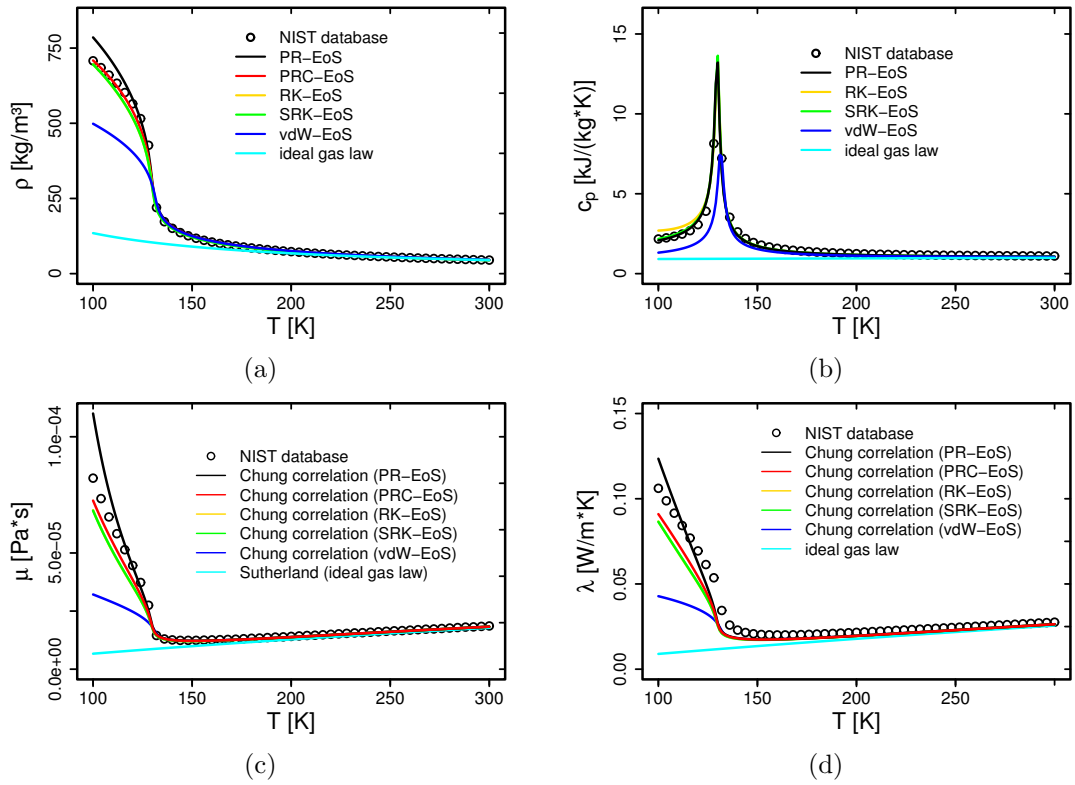 NIST database
PR−EoS
PRC−EoS
RK−EoS
SRK−EoS
vdW−EoS
ideal gas law
ρ [kg/m³]
0
250
500
750
100
150
200
250
300
T [K]
(a)
NIST database
PR−EoS
RK−EoS
SRK−EoS
vdW−EoS
ideal gas law
cp [kJ/(kg*K)]
0
5
10
15
100
150
200
250
300
T [K]
(b)
NIST database
Chung correlation (PR−EoS)
Chung correlation (PRC−EoS)
Chung correlation (RK−EoS)
Chung correlation (SRK−EoS)
Chung correlation (vdW−EoS)
Sutherland (ideal gas law)
μ [Pa*s]
0.0e+00
5.0e−05
1.0e−04
100
150
200
250
300
T [K]
(c)
NIST database
Chung correlation (PR−EoS)
Chung correlation (PRC−EoS)
Chung correlation (RK−EoS)
Chung correlation (SRK−EoS)
Chung correlation (vdW−EoS)
ideal gas law
λ [W/m*K]
0.00
0.05
0.10
0.15
100
150
200
250
300
T [K]
(d)